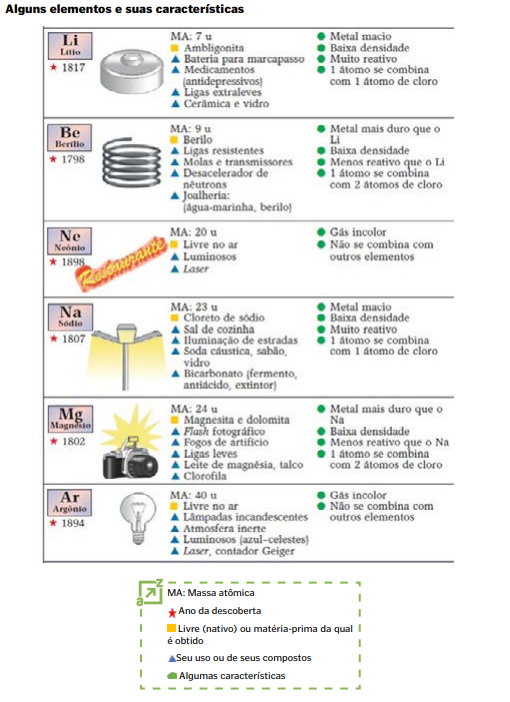 Alguns elementos e suas características
Li
Lítio
★ 1817
MA: 7 u
Ambligonita
Bateria para marcapasso
Medicamentos
(antidepressivos)
Ligas extraleves
Cerâmica e vidro
Metal macio
Baixa densidade
Muito reativo
1 átomo se combina
com 1 átomo de cloro
Be
Berílio
★ 1798
MA: 9 u
Berilo
Ligas resistentes
Molas e transmissores
Desacelerador de
nêutrons
Joalheria:
(água-marinha, berilo)
Metal mais duro que o
Li
Baixa densidade
Menos reativo que o Li
1 átomo se combina
com 2 átomos de cloro
Ne
Neônio
★ 1898
Restaurante
MA: 20 u
Livre no ar
Luminosos
Laser
Gás incolor
Não se combina com
outros elementos
Na
Sódio
★ 1807
MA: 23 u
Cloreto de sódio
Sal de cozinha
Iluminação de estradas
Soda cáustica, sabão,
vidro
Bicarbonato (fermento,
antiácido, extintor)
Metal macio
Baixa densidade
Muito reativo
1 átomo se combina
com 1 átomo de cloro
Mg
Magnésio
★ 1802
MA: 24 u
Magnesita e dolomita
Flash fotográfico
Fogos de artifício
Ligas leves
Leite de magnésia, talco
Clorofila
Metal mais duro que o
Na
Baixa densidade
Menos reativo que o Na
1 átomo se combina
com 2 átomos de cloro
Ar
Argônio
★ 1894
MA: 40 u
Livre no ar
Lâmpadas incandescentes
Atmosfera inerte
Luminosos (azul-celestes)
Laser, contador Geiger
Gás incolor
Não se combina com
outros elementos
a z
MA: Massa atômica
★ Ano da descoberta
Livre (nativo) ou matéria-prima da qual
é obtido
Seu uso ou de seus compostos
Algumas características